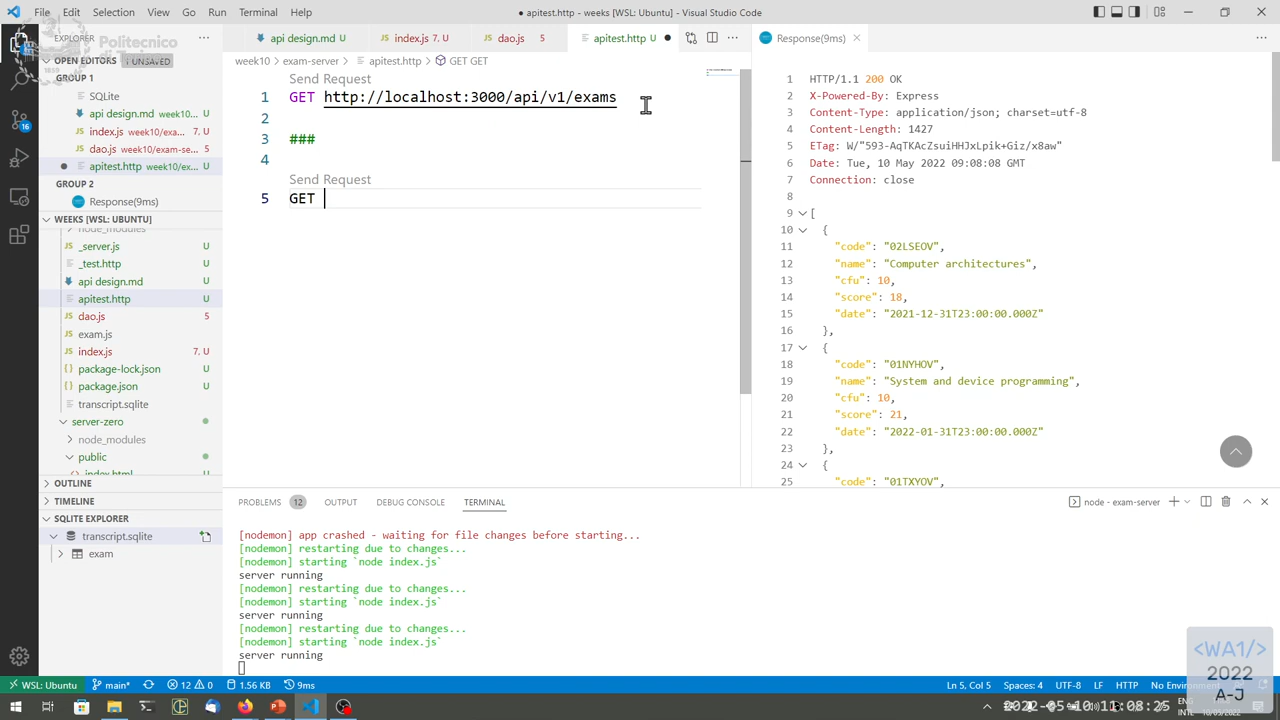 File Edit Selection View Go Run Terminal Help
● apitest.http - weeks [WSL: Ubuntu] - Visual Studio Code
Politecnico
EXPLORER
OPEN EDITORS 1 UNSAVED
GROUP 1
SQLite
api design.md week10...
index.js week10/exa...
dao.js week10/exam-se...
apitest.http week10/ex...
GROUP 2
Response(9ms)
WEEKS [WSL: UBUNTU]
node_modules
_server.js U
_test.http U
api design.md U
apitest.http U
dao.js 5
exam.js
index.js 7, U
package-lock.json U
package.json U
transcript.sqlite
server-zero
node_modules
public
index.html
OUTLINE
TIMELINE
SQLITE EXPLORER
transcript.sqlite
exam
16
api design.md U
index.js 7, U
dao.js 5
apitest.http U ●
week10 > exam-server > apitest.http > GET GET
Send Request
1 GET http://localhost:3000/api/v1/exams
2
3 ###
4
Send Request
5 GET
Response(9ms)
1 HTTP/1.1 200 OK
2 X-Powered-By: Express
3 Content-Type: application/json; charset=utf-8
4 Content-Length: 1427
5 ETag: W/"593-AqTKAcZsuiHHJxLpik+Giz/x8aw"
6 Date: Tue, 10 May 2022 09:08:08 GMT
7 Connection: close
8
9 [
10 {
11 "code": "02LSEOV",
12 "name": "Computer architectures",
13 "cfu": 10,
14 "score": 18,
15 "date": "2021-12-31T23:00:00.000Z"
16 },
17 {
18 "code": "01NYHOV",
19 "name": "System and device programming",
20 "cfu": 10,
21 "score": 21,
22 "date": "2022-01-31T23:00:00.000Z"
23 },
24 {
25 "code": "01TXYOV",
PROBLEMS 12 OUTPUT DEBUG CONSOLE TERMINAL
node - exam-server
[nodemon] app crashed - waiting for file changes before starting...
[nodemon] restarting due to changes...
[nodemon] starting `node index.js`
server running
[nodemon] restarting due to changes...
[nodemon] starting `node index.js`
server running
[nodemon] restarting due to changes...
[nodemon] starting `node index.js`
server running
<WA1/>
2022
A-J
WSL: Ubuntu main* 12 0 1.56 KB 9ms
Ln 5, Col 5 Spaces: 4 UTF-8 LF HTTP
2022-05-10 11:08:25
ENG
INTL 10/05/2022